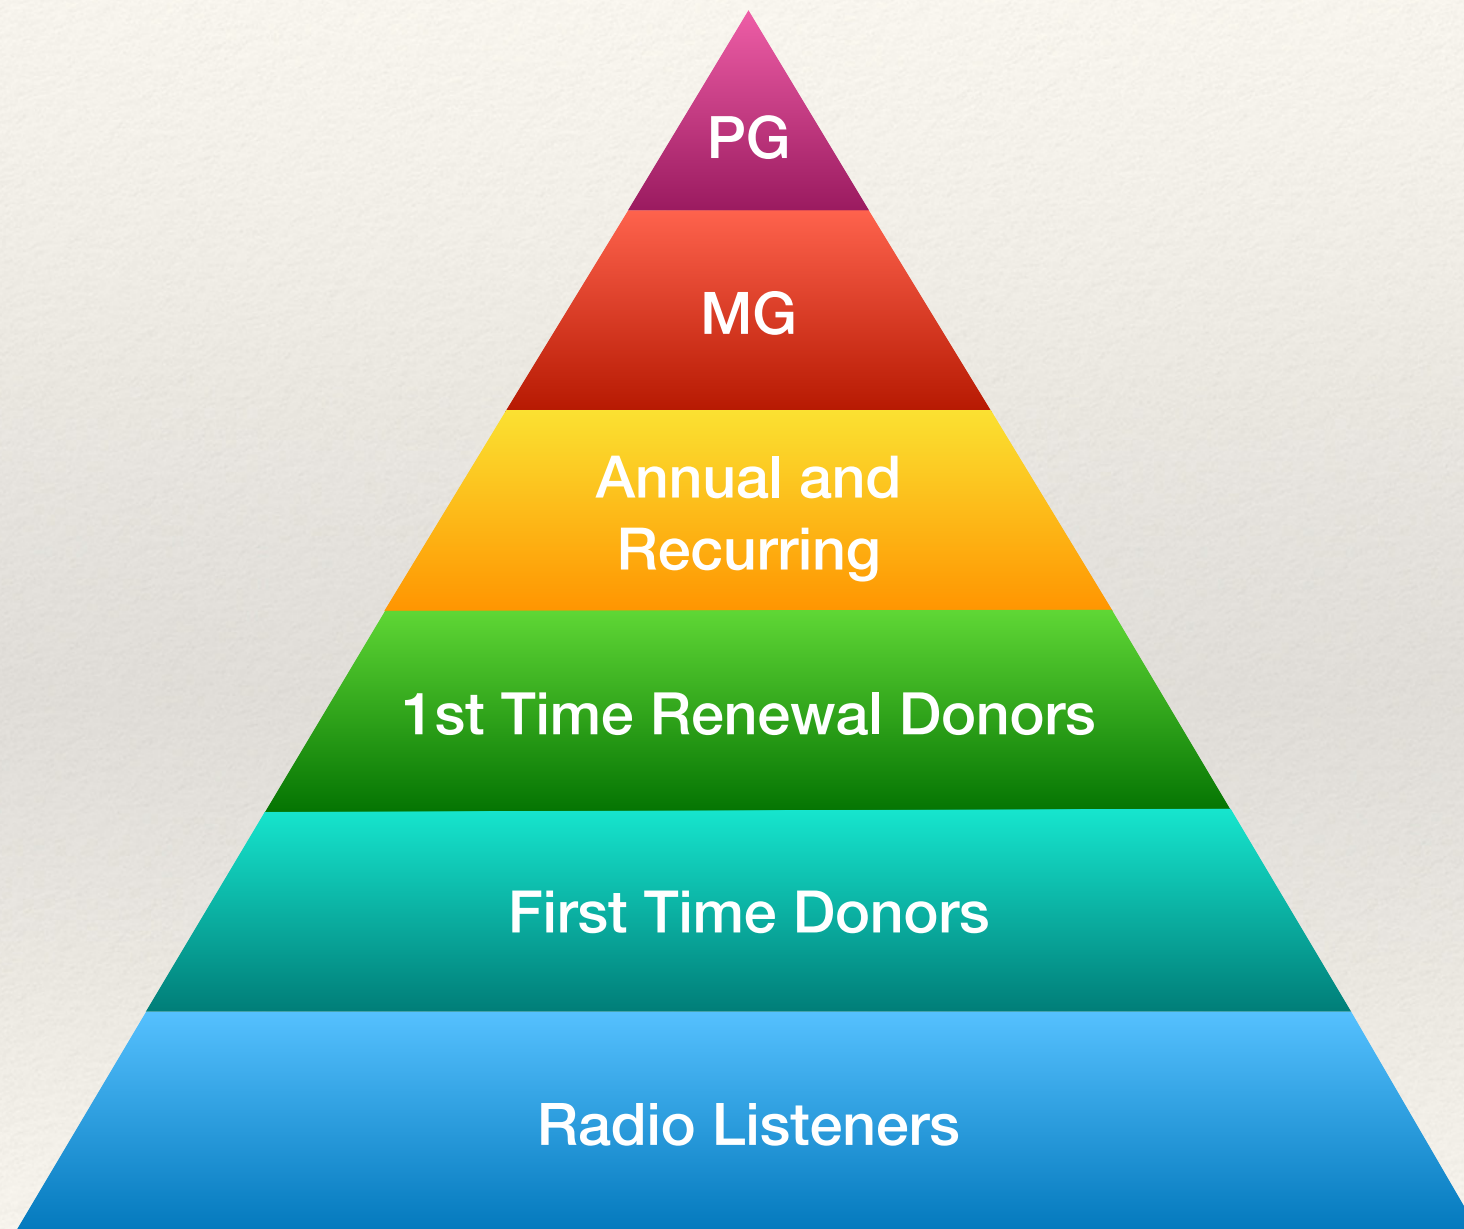 PG
MG
Annual and
Recurring
1st Time Renewal Donors
First Time Donors
Radio Listeners